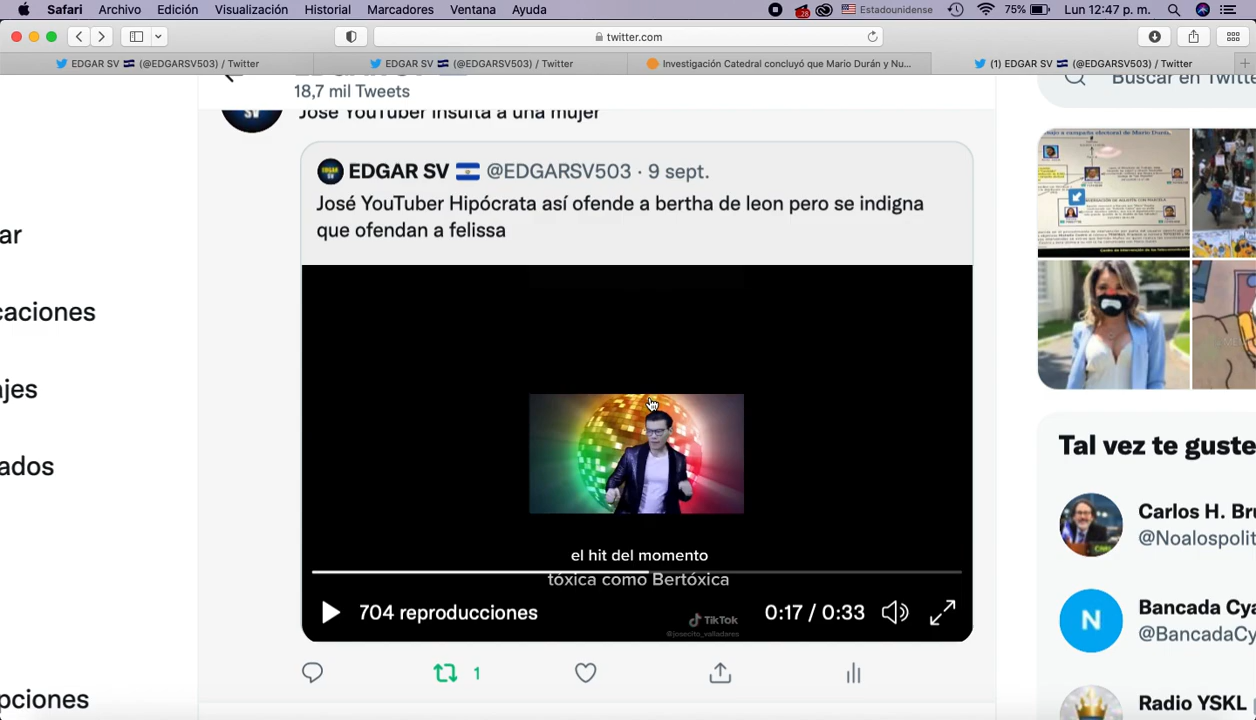 Safari Archivo Edición Visualización Historial Marcadores Ventana Ayuda
Estadounidense 75% Lun 12:47 p. m.
twitter.com
EDGAR SV (@EDGARSV503) / Twitter
EDGAR SV (@EDGARSV503) / Twitter
Investigación Catedral concluyó que Mario Durán y Nu...
(1) EDGAR SV (@EDGARSV503) / Twitter
18,7 mil Tweets
José YouTuber insulta a una mujer
EDGAR SV @EDGARSV503 · 9 sept.
José YouTuber Hipócrata así ofende a bertha de leon pero se indigna
que ofendan a felissa
el hit del momento
tóxica como Bertóxica
704 reproducciones
0:17 / 0:33
TikTok
@josecito_valladares
1
ar
caciones
ajes
ados
pciones
Buscar en Twitte
Tal vez te guste
Carlos H. Bru
@Noalospolit
N
Bancada Cya
@BancadaCy
Radio YSKL